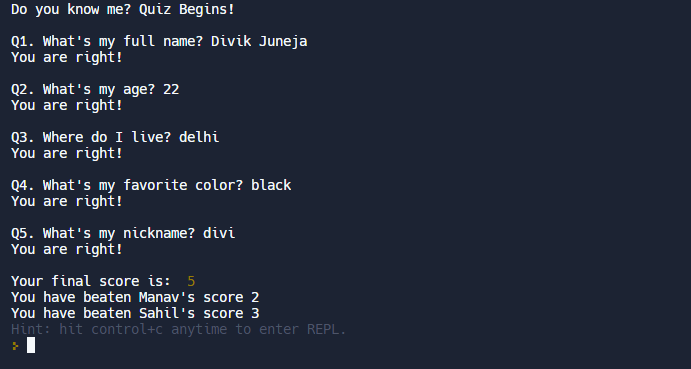 Do you know me? Quiz Begins!
Q1. What's my full name? Divik Juneja
You are right!
Q2. What's my age? 22
You are right!
Q3. Where do I live? delhi
You are right!
Q4. What's my favorite color? black
You are right!
Q5. What's my nickname? divi
You are right!
Your final score is:  5
You have beaten Manav's score 2
You have beaten Sahil's score 3
Hint: hit control+c anytime to enter REPL.